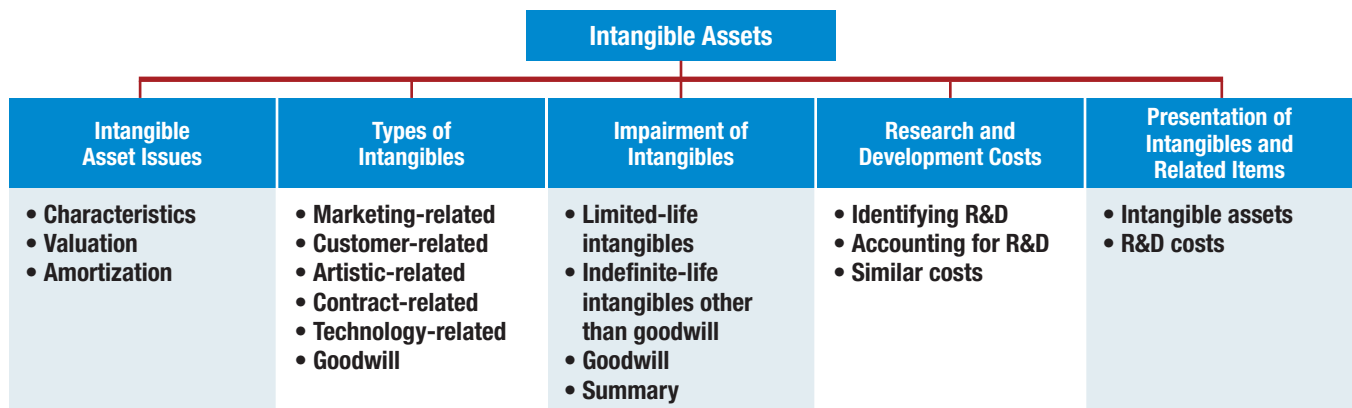 Intangible Assets
Intangible
Asset Issues
• Characteristics
• Valuation
• Amortization
Types of
Intangibles
• Marketing-related
• Customer-related
• Artistic-related
• Contract-related
• Technology-related
• Goodwill
Impairment of
Intangibles
• Limited-life
intangibles
• Indefinite-life
intangibles other
than goodwill
• Goodwill
• Summary
Research and
Development Costs
• Identifying R&D
• Accounting for R&D
• Similar costs
Presentation of
Intangibles and
Related Items
• Intangible assets
• R&D costs